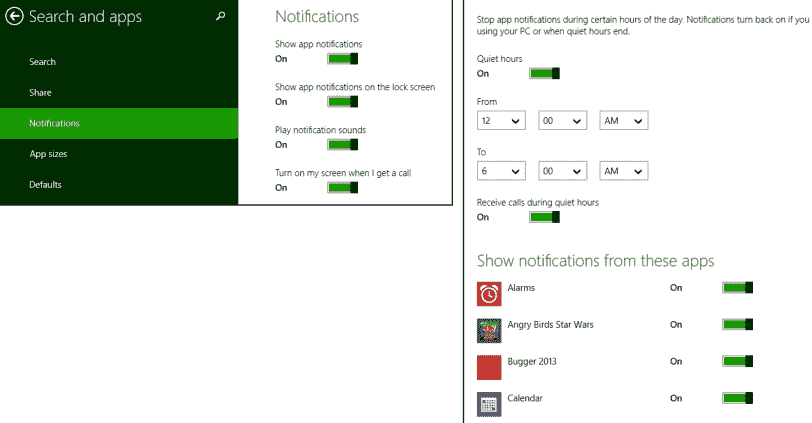 Search and apps
Search
Share
Notifications
App sizes
Defaults
Notifications
Show app notifications
On
Show app notifications on the lock screen
On
Play notification sounds
On
Turn on my screen when I get a call
On
Stop app notifications during certain hours of the day. Notifications turn back on if you
using your PC or when quiet hours end.
Quiet hours
On
From
12 00 AM
To
6 00 AM
Receive calls during quiet hours
On
Show notifications from these apps
Alarms On
Angry Birds Star Wars On
Bugger 2013 On
Calendar On